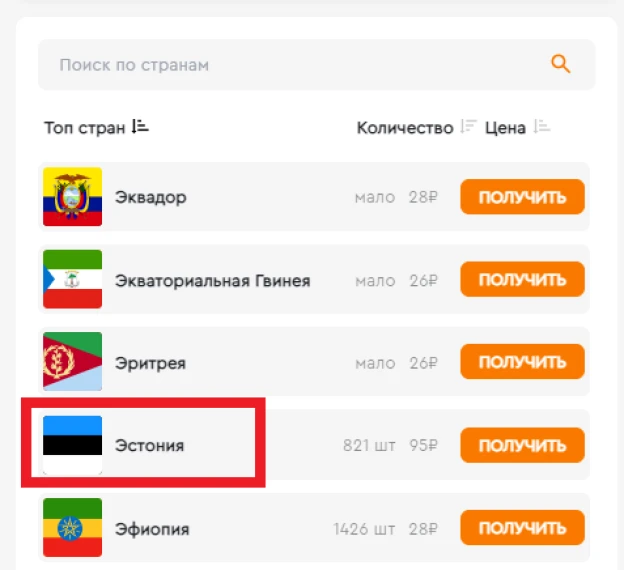 Поиск по странам
Топ стран Количество Цена
Эквадор мало 28₽ ПОЛУЧИТЬ
Экваториальная Гвинея мало 26₽ ПОЛУЧИТЬ
Эритрея мало 26₽ ПОЛУЧИТЬ
Эстония 821 шт 95₽ ПОЛУЧИТЬ
Эфиопия 1426 шт 28₽ ПОЛУЧИТЬ